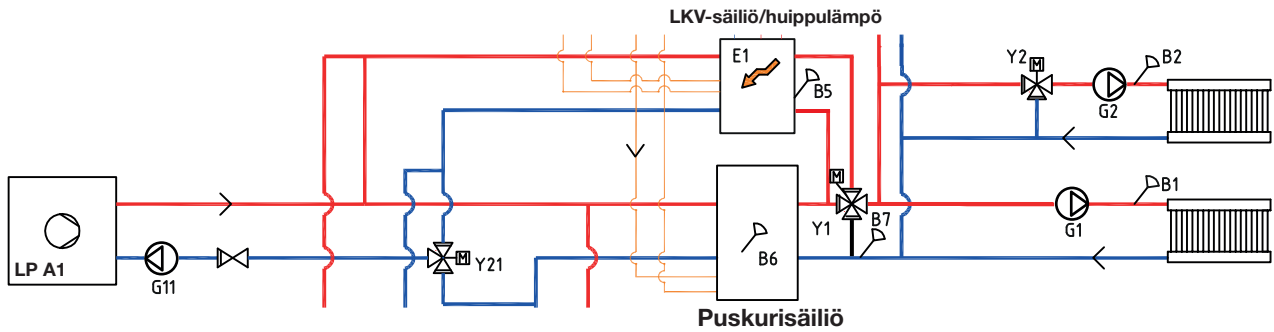 LKV-säiliö/huippulämpö
E1
B5
Y2
M
B2
G2
M
Y1
B7
B1
G1
LP A1
G11
M
Y21
B6
Puskurisäiliö